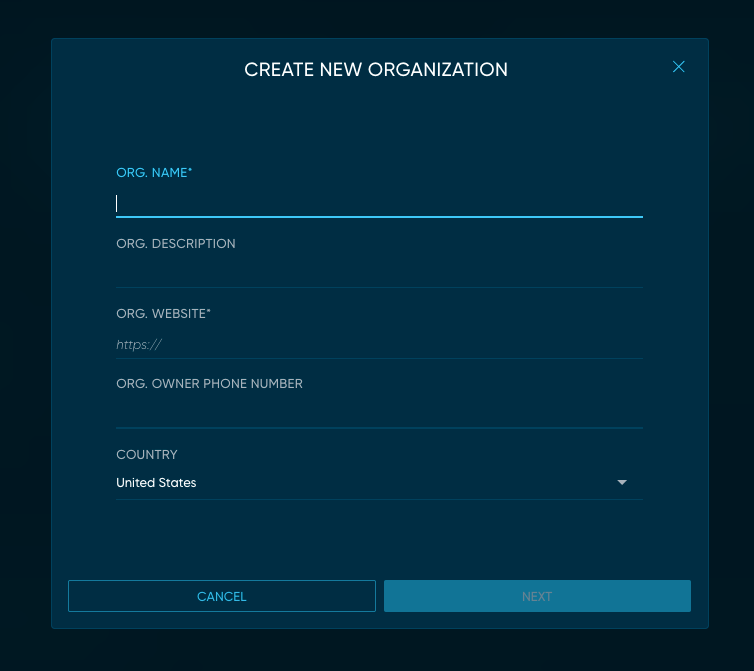 CREATE NEW ORGANIZATION
ORG. NAME*
ORG. DESCRIPTION
ORG. WEBSITE*
https://
ORG. OWNER PHONE NUMBER
COUNTRY
United States
CANCEL
NEXT